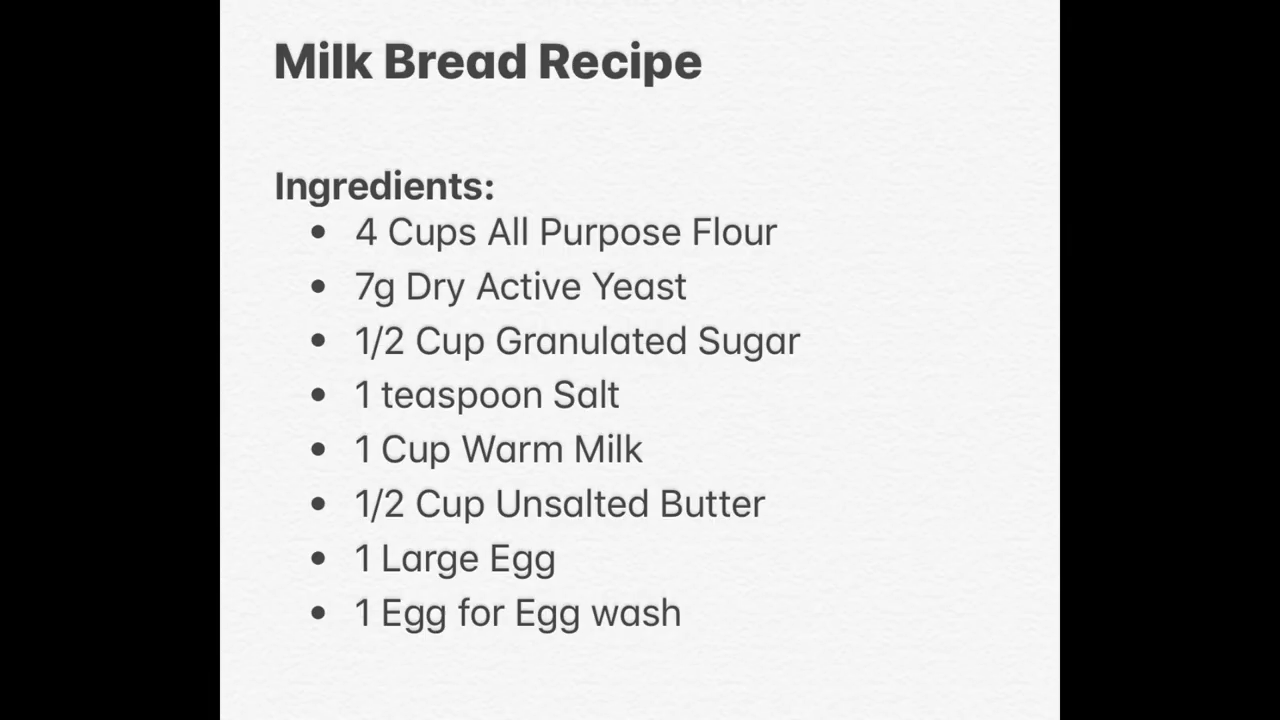 Milk Bread Recipe
Ingredients:
• 4 Cups All Purpose Flour
• 7g Dry Active Yeast
• 1/2 Cup Granulated Sugar
• 1 teaspoon Salt
• 1 Cup Warm Milk
• 1/2 Cup Unsalted Butter
• 1 Large Egg
• 1 Egg for Egg wash